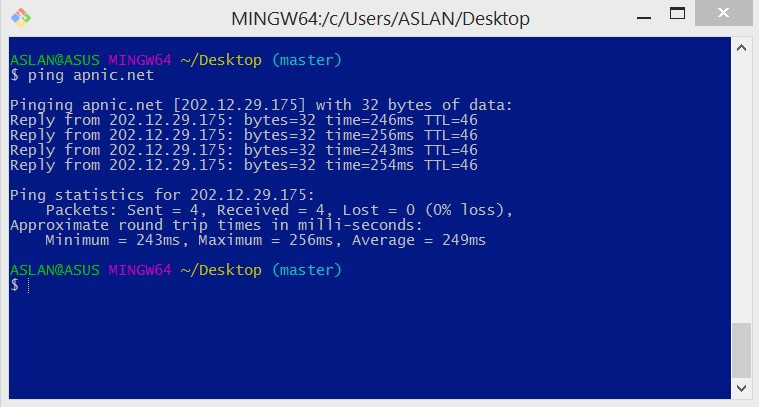 MINGW64:/c/Users/ASLAN/Desktop
ASLAN@ASUS MINGW64 ~/Desktop (master)
$ ping apnic.net
Pinging apnic.net [202.12.29.175] with 32 bytes of data:
Reply from 202.12.29.175: bytes=32 time=246ms TTL=46
Reply from 202.12.29.175: bytes=32 time=256ms TTL=46
Reply from 202.12.29.175: bytes=32 time=243ms TTL=46
Reply from 202.12.29.175: bytes=32 time=254ms TTL=46
Ping statistics for 202.12.29.175:
    Packets: Sent = 4, Received = 4, Lost = 0 (0% loss),
Approximate round trip times in milli-seconds:
    Minimum = 243ms, Maximum = 256ms, Average = 249ms
ASLAN@ASUS MINGW64 ~/Desktop (master)
$